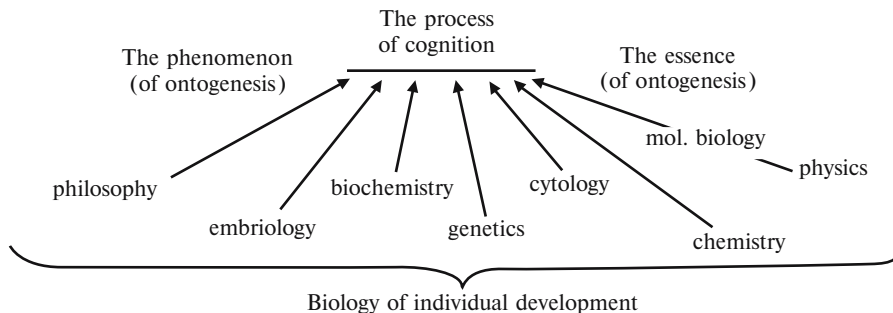 The process
of cognition
The phenomenon
(of ontogenesis)
The essence
(of ontogenesis)
mol. biology
physics
philosophy
biochemistry
cytology
embriology
genetics
chemistry
Biology of individual development